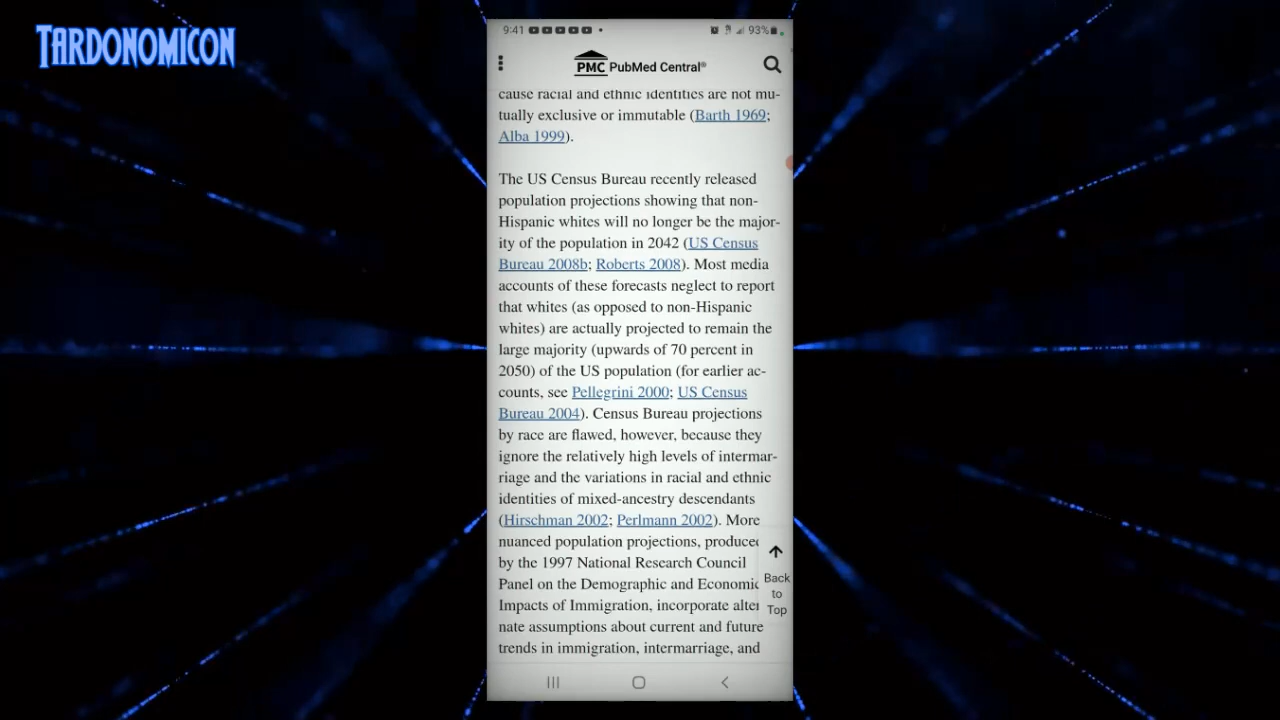 TARDONOMICON
9:41
93%
PMC PubMed Central®
cause racial and ethnic identities are not mu-
tually exclusive or immutable (Barth 1969;
Alba 1999).
The US Census Bureau recently released
population projections showing that non-
Hispanic whites will no longer be the major-
ity of the population in 2042 (US Census
Bureau 2008b; Roberts 2008). Most media
accounts of these forecasts neglect to report
that whites (as opposed to non-Hispanic
whites) are actually projected to remain the
large majority (upwards of 70 percent in
2050) of the US population (for earlier ac-
counts, see Pellegrini 2000; US Census
Bureau 2004). Census Bureau projections
by race are flawed, however, because they
ignore the relatively high levels of intermar-
riage and the variations in racial and ethnic
identities of mixed-ancestry descendants
(Hirschman 2002; Perlmann 2002). More
nuanced population projections, produced
by the 1997 National Research Council
Panel on the Demographic and Economic
Impacts of Immigration, incorporate alter
nate assumptions about current and future
trends in immigration, intermarriage, and
Back
to
Top